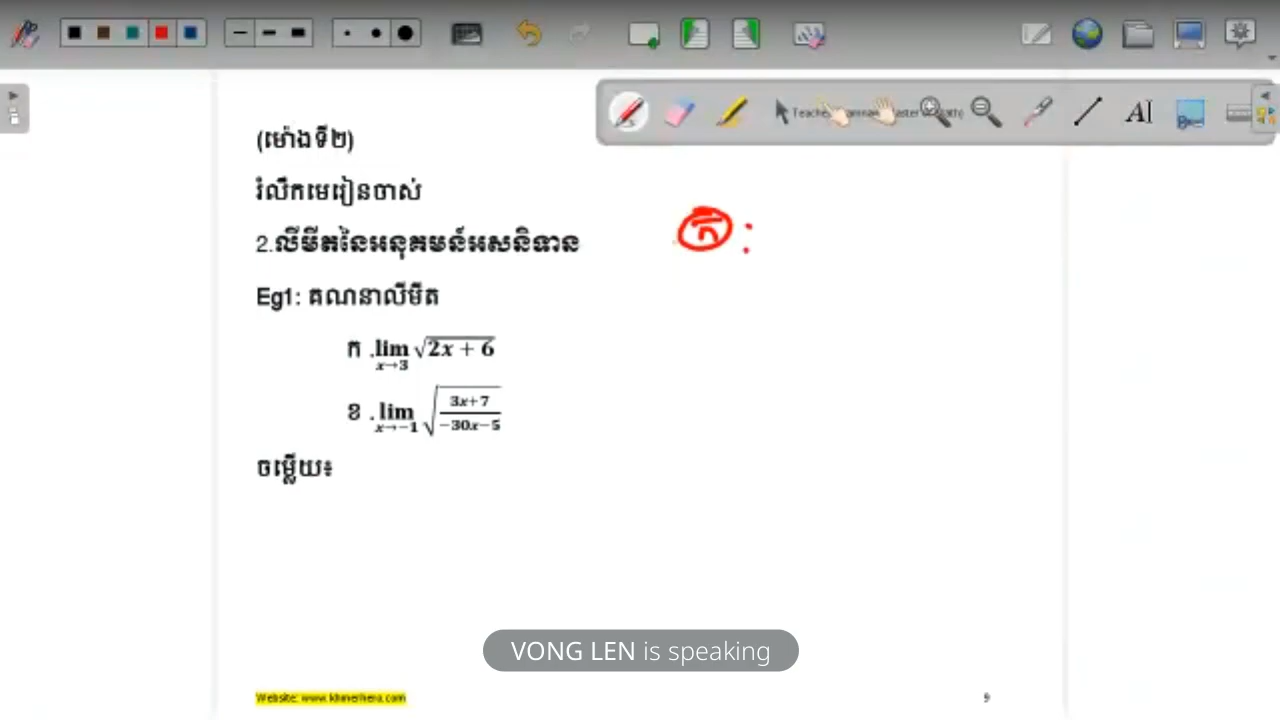 (ម៉ោងទី២)
រំលឹកមេរៀនចាស់
2.លីមីតនៃអនុគមន៍អសនិទាន
ក :
Eg1: គណនាលីមីត
ក .lim x→3 √2x + 6
ខ .lim x→−1 √3x+7 / −30x−5
ចម្លើយ៖
VONG LEN is speaking
Website: www.khmerhera.com
9